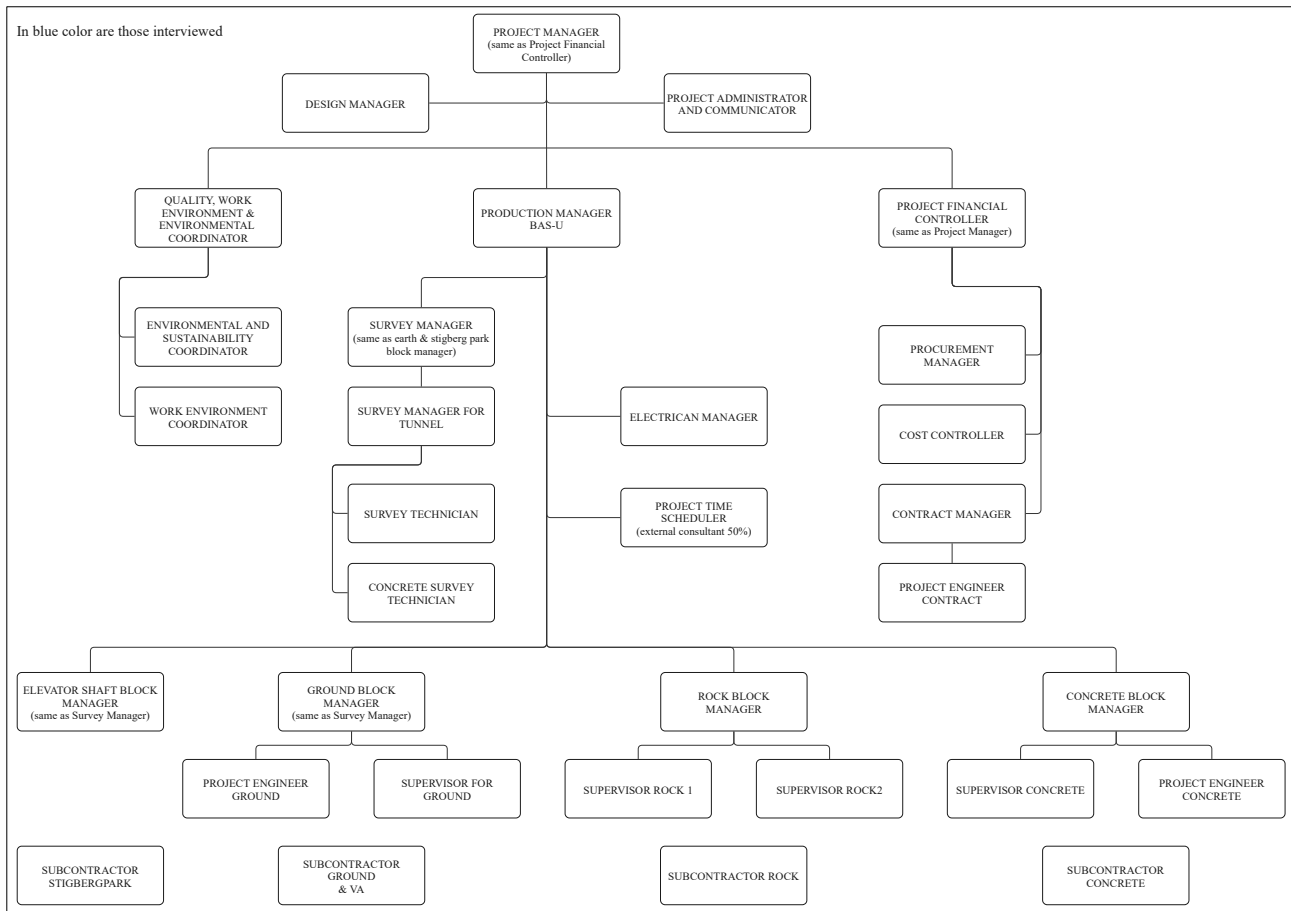 In blue color are those interviewed
PROJECT MANAGER
(same as Project Financial
Controller)
DESIGN MANAGER
PROJECT ADMINISTRATOR
AND COMMUNICATOR
QUALITY, WORK
ENVIRONMENT &
ENVIRONMENTAL
COORDINATOR
PRODUCTION MANAGER
BAS-U
PROJECT FINANCIAL
CONTROLLER
(same as Project Manager)
ENVIRONMENTAL AND
SUSTAINABILITY
COORDINATOR
SURVEY MANAGER
(same as earth & stigberg park
block manager)
PROCUREMENT
MANAGER
WORK ENVIRONMENT
COORDINATOR
SURVEY MANAGER FOR
TUNNEL
ELECTRICAN MANAGER
COST CONTROLLER
SURVEY TECHNICIAN
PROJECT TIME
SCHEDULER
(external consultant 50%)
CONTRACT MANAGER
CONCRETE SURVEY
TECHNICIAN
PROJECT ENGINEER
CONTRACT
ELEVATOR SHAFT BLOCK
MANAGER
(same as Survey Manager)
GROUND BLOCK
MANAGER
(same as Survey Manager)
ROCK BLOCK
MANAGER
CONCRETE BLOCK
MANAGER
PROJECT ENGINEER
GROUND
SUPERVISOR FOR
GROUND
SUPERVISOR ROCK 1
SUPERVISOR ROCK2
SUPERVISOR CONCRETE
PROJECT ENGINEER
CONCRETE
SUBCONTRACTOR
STIGBERGPARK
SUBCONTRACTOR
GROUND
& VA
SUBCONTRACTOR ROCK
SUBCONTRACTOR
CONCRETE